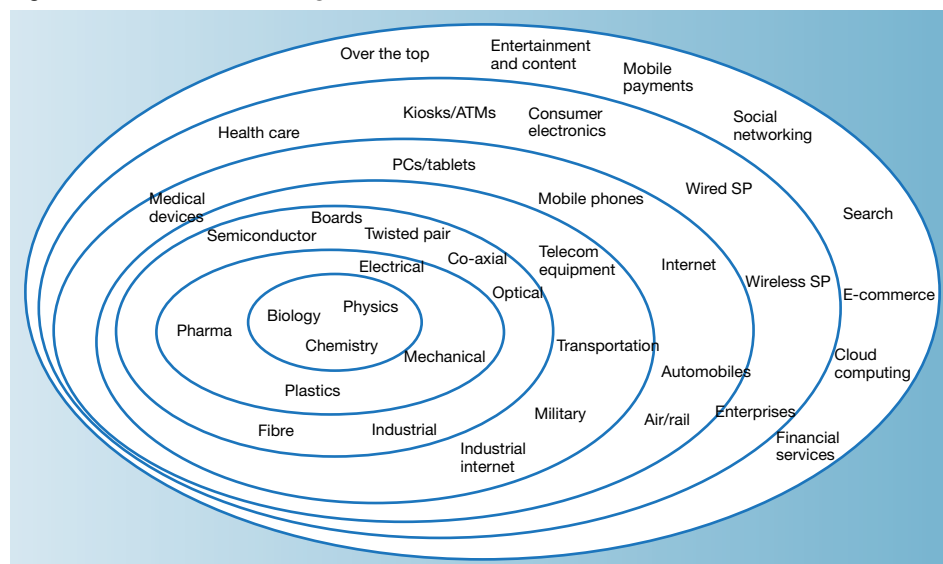 Over the top
Entertainment
and content
Mobile
payments
Kiosks/ATMs
Consumer
electronics
Social
networking
Health care
PCs/tablets
Wired SP
Mobile phones
Medical
devices
Search
Boards
Semiconductor
Twisted pair
Co-axial
Telecom
equipment
Electrical
Internet
Wireless SP
Optical
E-commerce
Physics
Biology
Pharma
Chemistry
Mechanical
Transportation
Cloud
computing
Automobiles
Plastics
Military
Air/rail
Enterprises
Fibre
Industrial
Industrial
internet
Financial
services